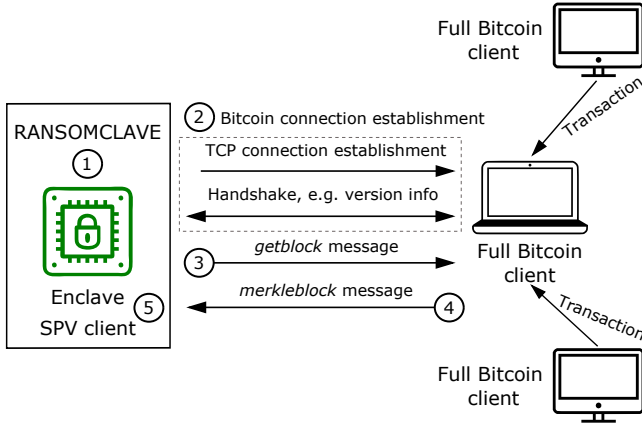 Full Bitcoin
client
Transaction
RANSOMCLAVE
1
Enclave
SPV client
5
2 Bitcoin connection establishment
TCP connection establishment
Handshake, e.g. version info
3
getblock message
merkleblock message
4
Full Bitcoin
client
Transaction
Full Bitcoin
client